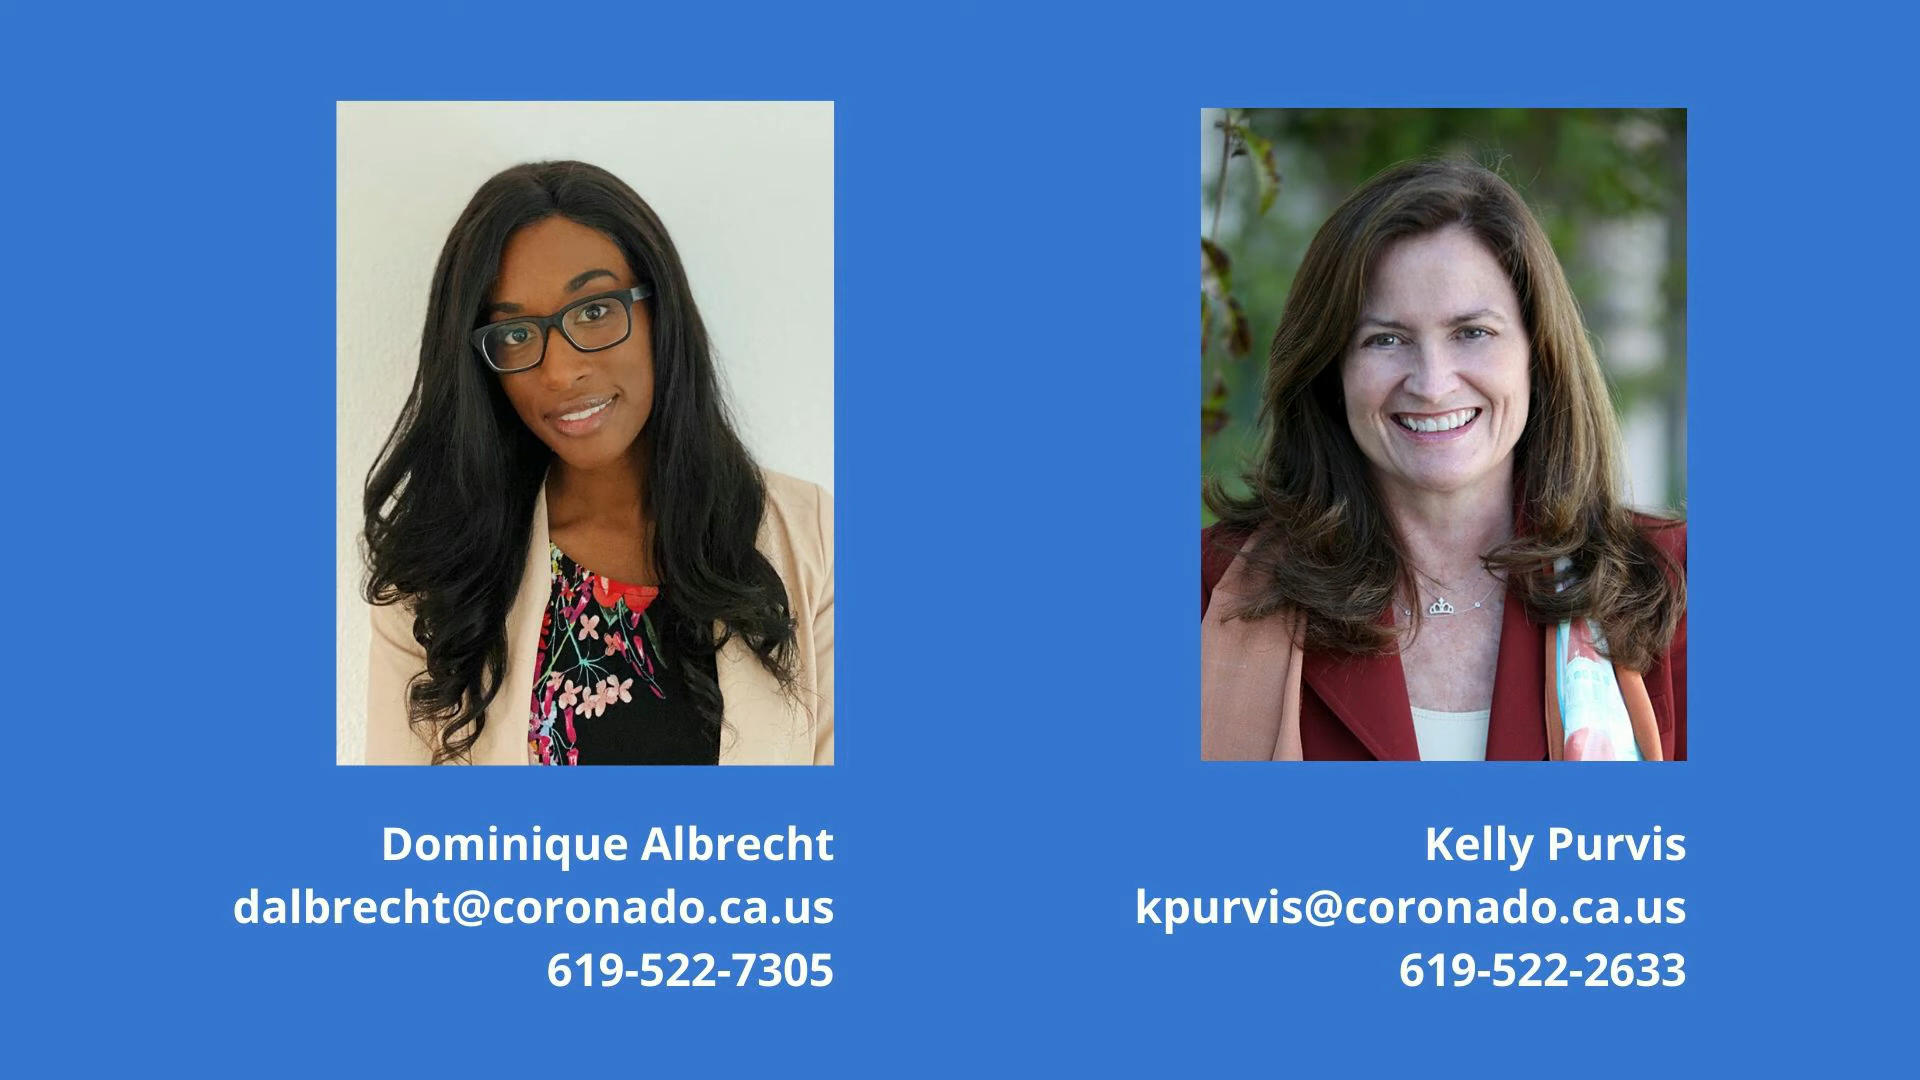 Dominique Albrecht
dalbrecht@coronado.ca.us
619-522-7305
Kelly Purvis
kpurvis@coronado.ca.us
619-522-2633